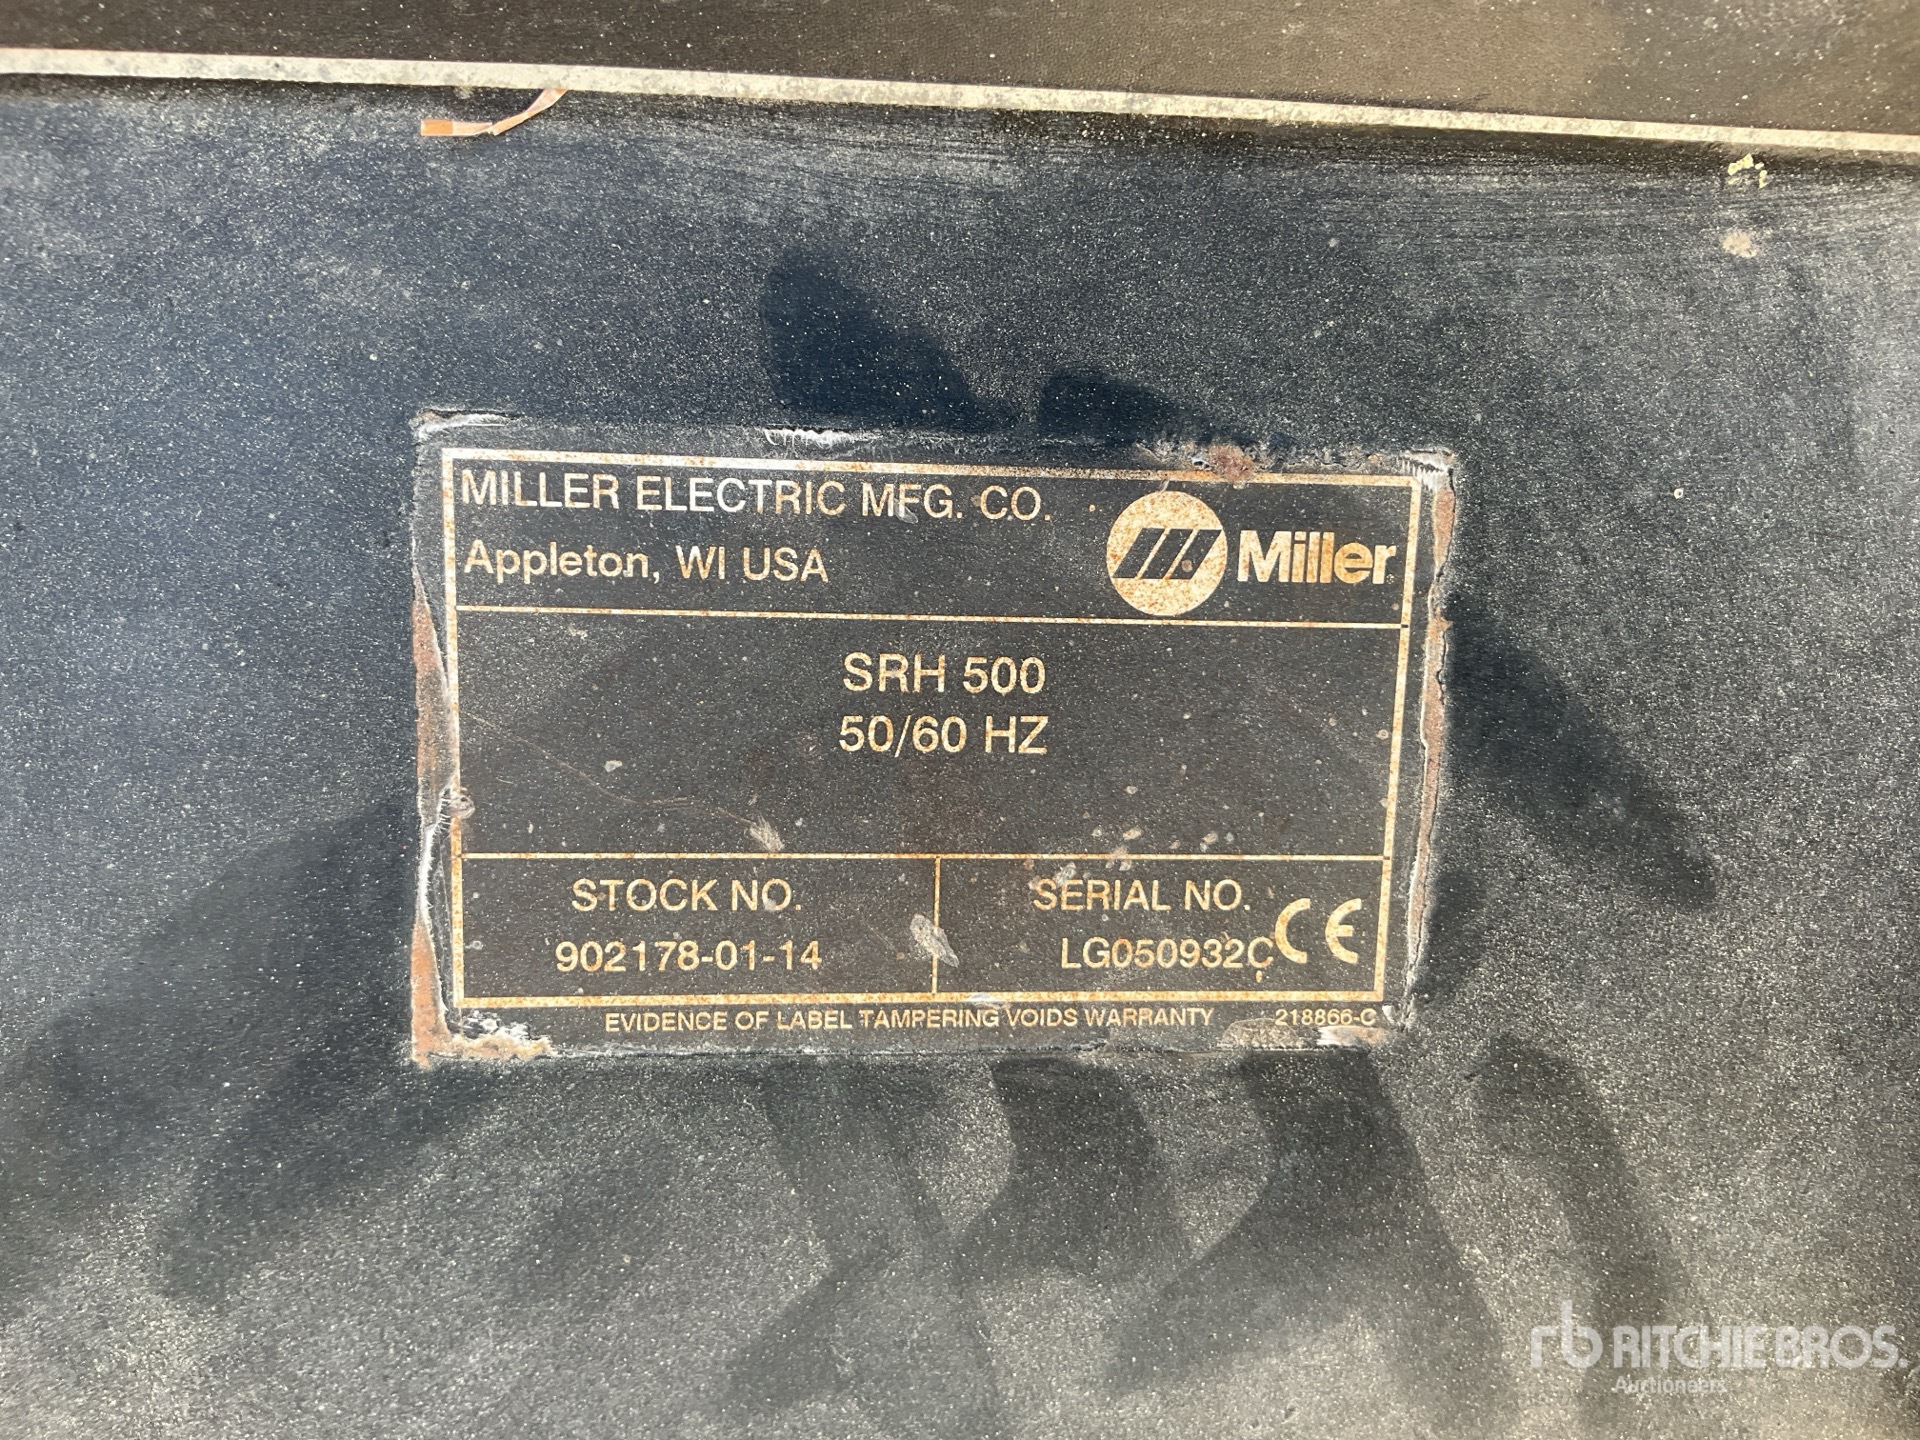 MILLER ELECTRIC MFG. CO.
Appleton, WI USA
Miller
SRH 500
50/60 HZ
STOCK NO.
902178-01-14
SERIAL NO.
LG050932C
CE
EVIDENCE OF LABEL TAMPERING VOIDS WARRANTY
218866-C
rb RITCHIE BROS.
Auctioneers